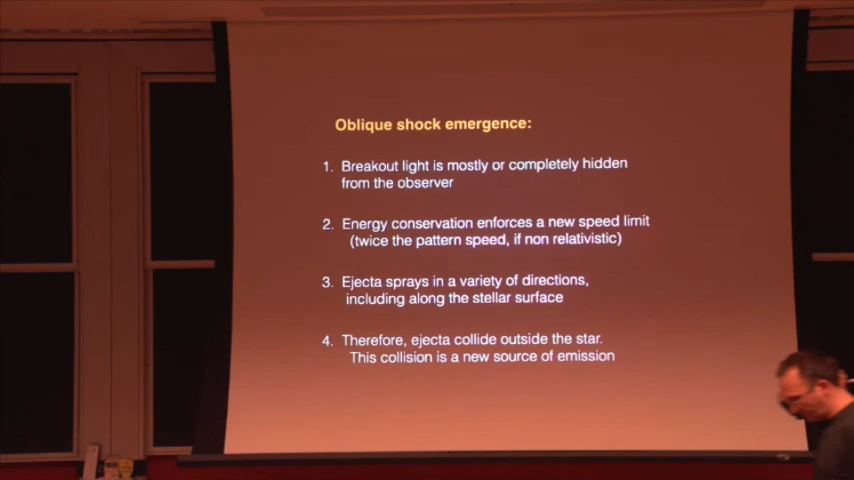 Oblique shock emergence:
1. Breakout light is mostly or completely hidden
from the observer
2. Energy conservation enforces a new speed limit
(twice the pattern speed, if non relativistic)
3. Ejecta sprays in a variety of directions,
including along the stellar surface
4. Therefore, ejecta collide outside the star.
This collision is a new source of emission